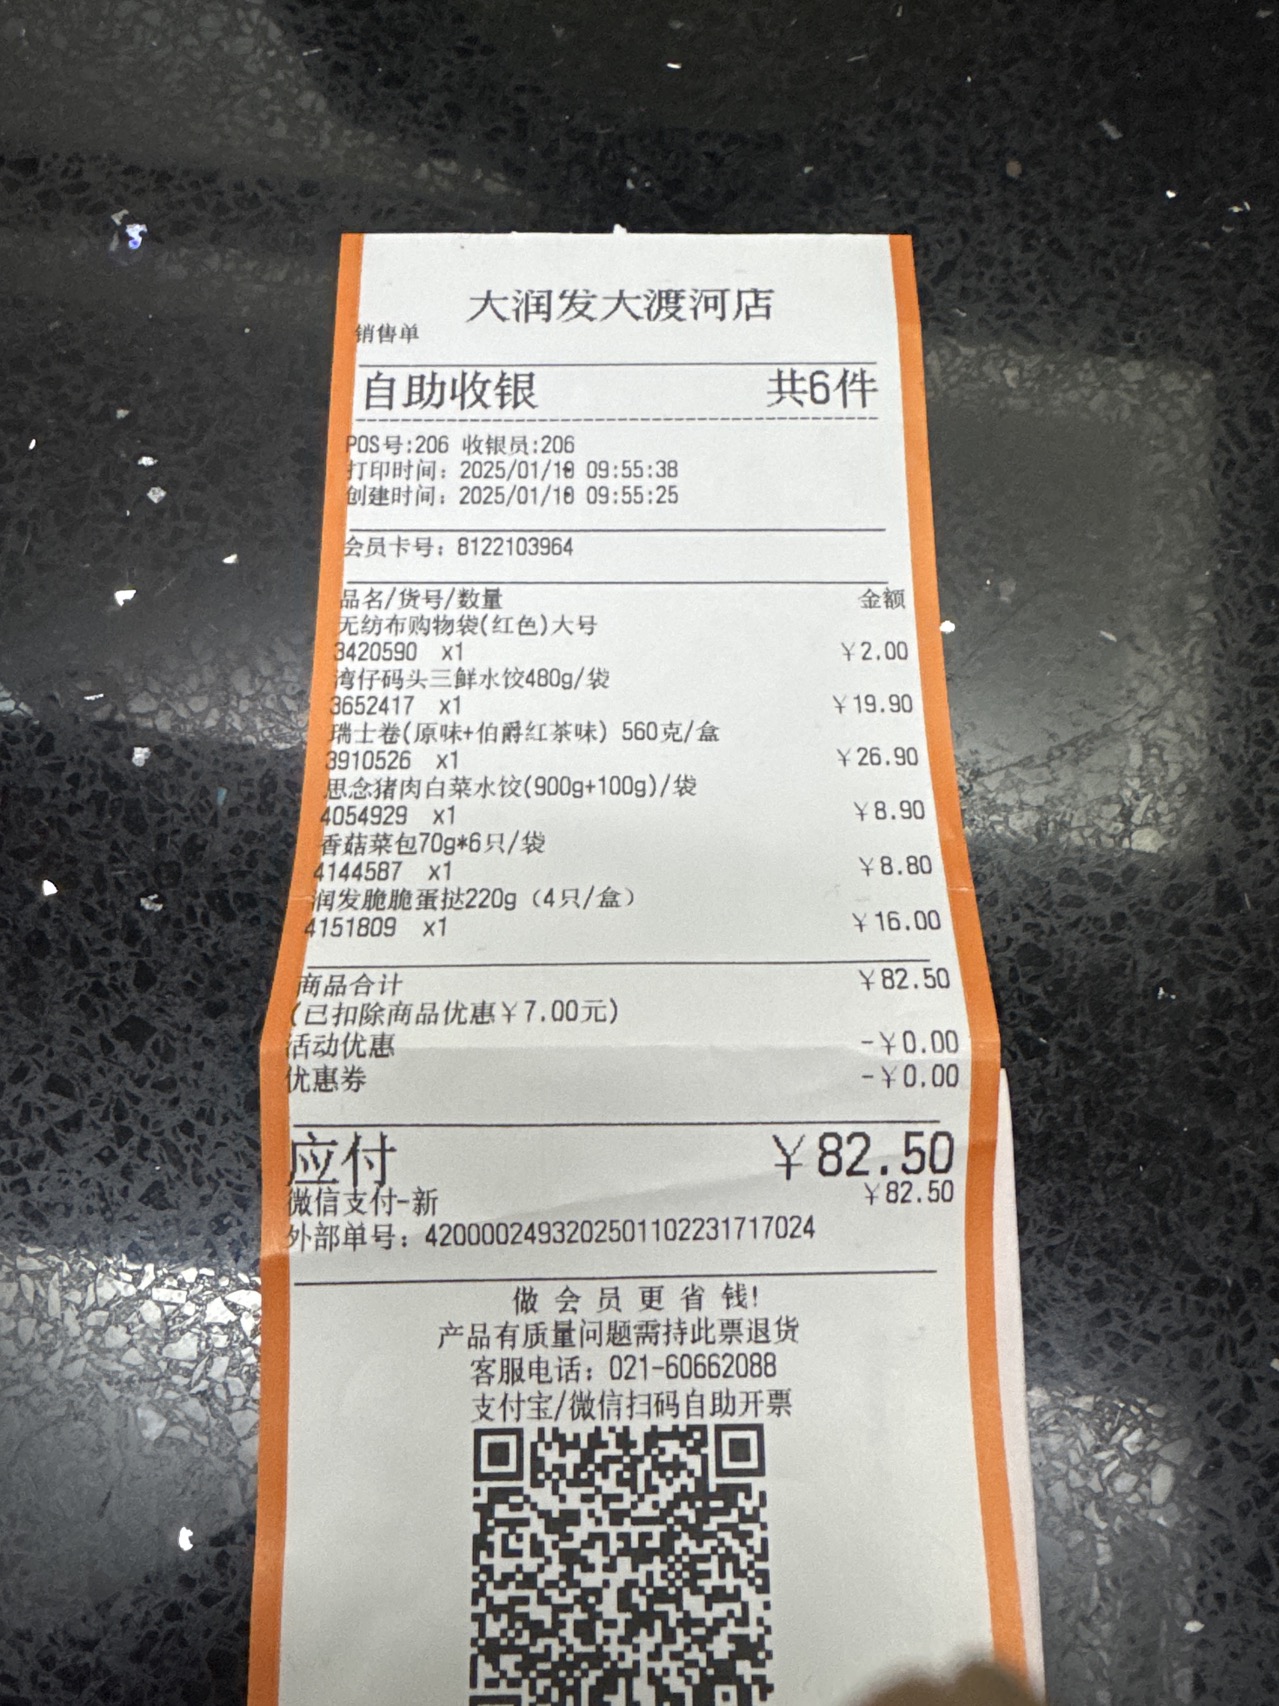 大润发大渡河店
销售单
自助收银 共6件
POS号:206 收银员:206
打印时间: 2025/01/10 09:55:38
创建时间: 2025/01/10 09:55:25
会员卡号: 8122103964
品名/货号/数量 金额
无纺布购物袋(红色)大号
3420590 x1 ￥2.00
湾仔码头三鲜水饺480g/袋
3652417 x1 ￥19.90
瑞士卷(原味+伯爵红茶味) 560克/盒
3910526 x1 ￥26.90
思念猪肉白菜水饺(900g+100g)/袋
4054929 x1 ￥8.90
香菇菜包70g*6只/袋
4144587 x1 ￥8.80
润发脆脆蛋挞220g（4只/盒）
4151809 x1 ￥16.00
商品合计 ￥82.50
(已扣除商品优惠￥7.00元)
活动优惠 -￥0.00
优惠券 -￥0.00
应付 ￥82.50
微信支付-新 ￥82.50
外部单号: 4200002493202501102231717024
做会员更省钱!
产品有质量问题需持此票退货
客服电话: 021-60662088
支付宝/微信扫码自助开票